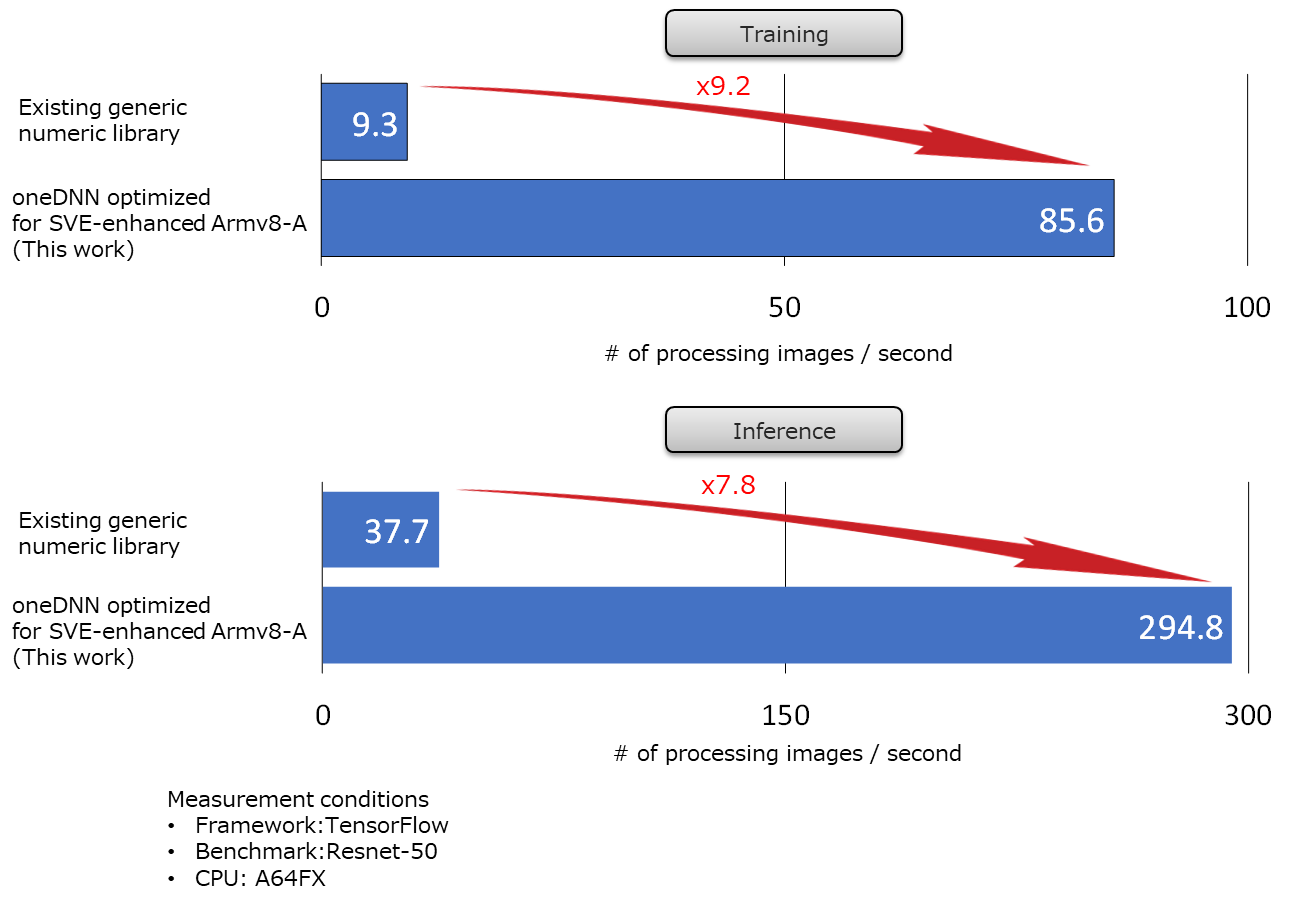 Training
x9.2
Existing generic
numeric library
9.3
oneDNN optimized
for SVE-enhanced Armv8-A
(This work)
85.6
0 50 100
# of processing images / second
Inference
x7.8
Existing generic
numeric library
37.7
oneDNN optimized
for SVE-enhanced Armv8-A
(This work)
294.8
0 150 300
# of processing images / second
Measurement conditions
• Framework:TensorFlow
• Benchmark:Resnet-50
• CPU: A64FX